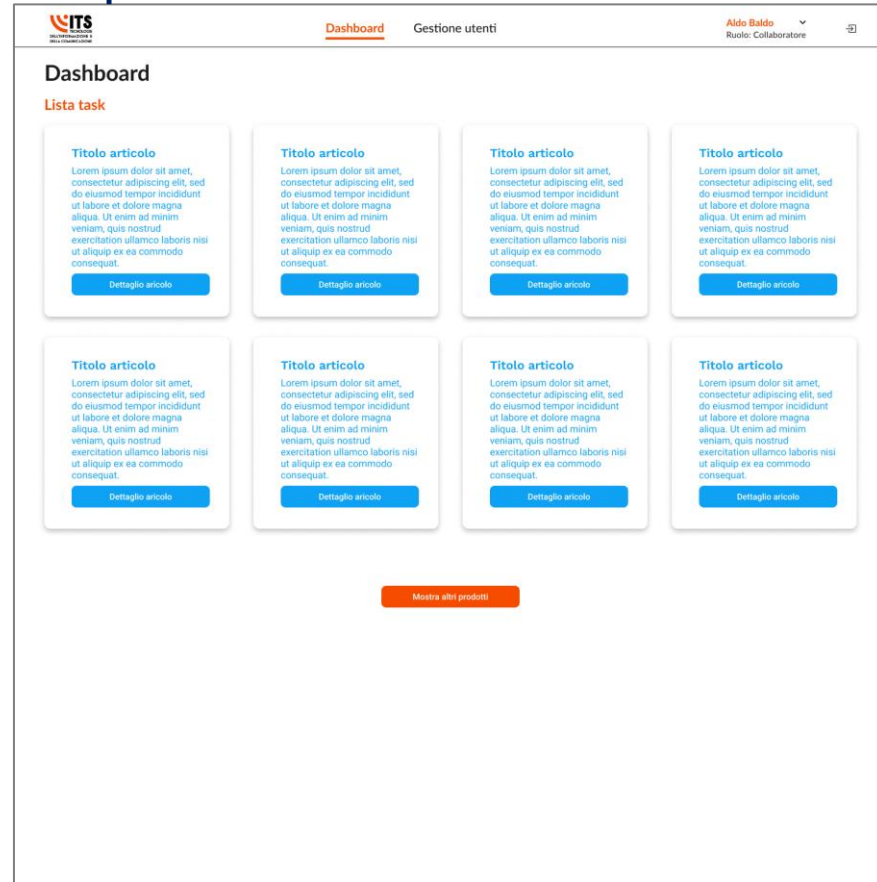 ITS
TECNOLOGIE
DELL'INFORMAZIONE E
DELLA COMUNICAZIONE
Dashboard Gestione utenti
Aldo Baldo
Ruolo: Collaboratore
Dashboard
Lista task
Titolo articolo
Lorem ipsum dolor sit amet,
consectetur adipiscing elit, sed
do eiusmod tempor incididunt
ut labore et dolore magna
aliqua. Ut enim ad minim
veniam, quis nostrud
exercitation ullamco laboris nisi
ut aliquip ex ea commodo
consequat.
Dettaglio aricolo
Titolo articolo
Lorem ipsum dolor sit amet,
consectetur adipiscing elit, sed
do eiusmod tempor incididunt
ut labore et dolore magna
aliqua. Ut enim ad minim
veniam, quis nostrud
exercitation ullamco laboris nisi
ut aliquip ex ea commodo
consequat.
Dettaglio aricolo
Titolo articolo
Lorem ipsum dolor sit amet,
consectetur adipiscing elit, sed
do eiusmod tempor incididunt
ut labore et dolore magna
aliqua. Ut enim ad minim
veniam, quis nostrud
exercitation ullamco laboris nisi
ut aliquip ex ea commodo
consequat.
Dettaglio aricolo
Titolo articolo
Lorem ipsum dolor sit amet,
consectetur adipiscing elit, sed
do eiusmod tempor incididunt
ut labore et dolore magna
aliqua. Ut enim ad minim
veniam, quis nostrud
exercitation ullamco laboris nisi
ut aliquip ex ea commodo
consequat.
Dettaglio aricolo
Titolo articolo
Lorem ipsum dolor sit amet,
consectetur adipiscing elit, sed
do eiusmod tempor incididunt
ut labore et dolore magna
aliqua. Ut enim ad minim
veniam, quis nostrud
exercitation ullamco laboris nisi
ut aliquip ex ea commodo
consequat.
Dettaglio aricolo
Titolo articolo
Lorem ipsum dolor sit amet,
consectetur adipiscing elit, sed
do eiusmod tempor incididunt
ut labore et dolore magna
aliqua. Ut enim ad minim
veniam, quis nostrud
exercitation ullamco laboris nisi
ut aliquip ex ea commodo
consequat.
Dettaglio aricolo
Titolo articolo
Lorem ipsum dolor sit amet,
consectetur adipiscing elit, sed
do eiusmod tempor incididunt
ut labore et dolore magna
aliqua. Ut enim ad minim
veniam, quis nostrud
exercitation ullamco laboris nisi
ut aliquip ex ea commodo
consequat.
Dettaglio aricolo
Titolo articolo
Lorem ipsum dolor sit amet,
consectetur adipiscing elit, sed
do eiusmod tempor incididunt
ut labore et dolore magna
aliqua. Ut enim ad minim
veniam, quis nostrud
exercitation ullamco laboris nisi
ut aliquip ex ea commodo
consequat.
Dettaglio aricolo
Mostra altri prodotti